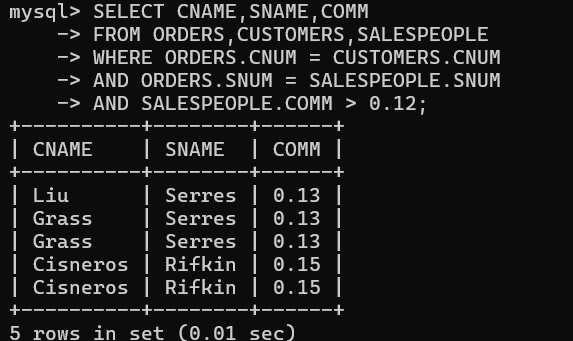 mysql> SELECT CNAME,SNAME,COMM
    -> FROM ORDERS,CUSTOMERS,SALESPEOPLE
    -> WHERE ORDERS.CNUM = CUSTOMERS.CNUM
    -> AND ORDERS.SNUM = SALESPEOPLE.SNUM
    -> AND SALESPEOPLE.COMM > 0.12;
+----------+--------+------+
| CNAME    | SNAME  | COMM |
+----------+--------+------+
| Liu      | Serres | 0.13 |
| Grass    | Serres | 0.13 |
| Grass    | Serres | 0.13 |
| Cisneros | Rifkin | 0.15 |
| Cisneros | Rifkin | 0.15 |
+----------+--------+------+
5 rows in set (0.01 sec)